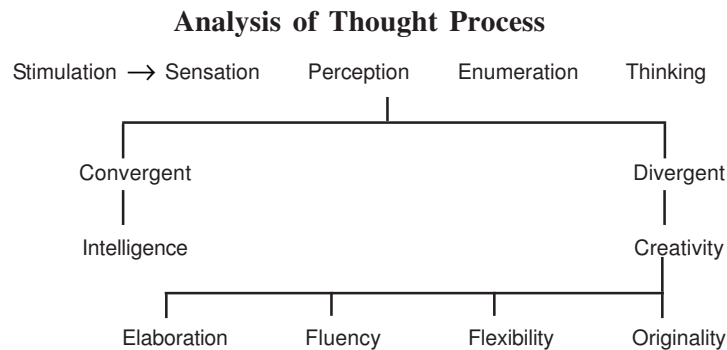 Analysis of Thought Process
Stimulation → Sensation Perception Enumeration Thinking
Convergent Divergent
Intelligence Creativity
Elaboration Fluency Flexibility Originality